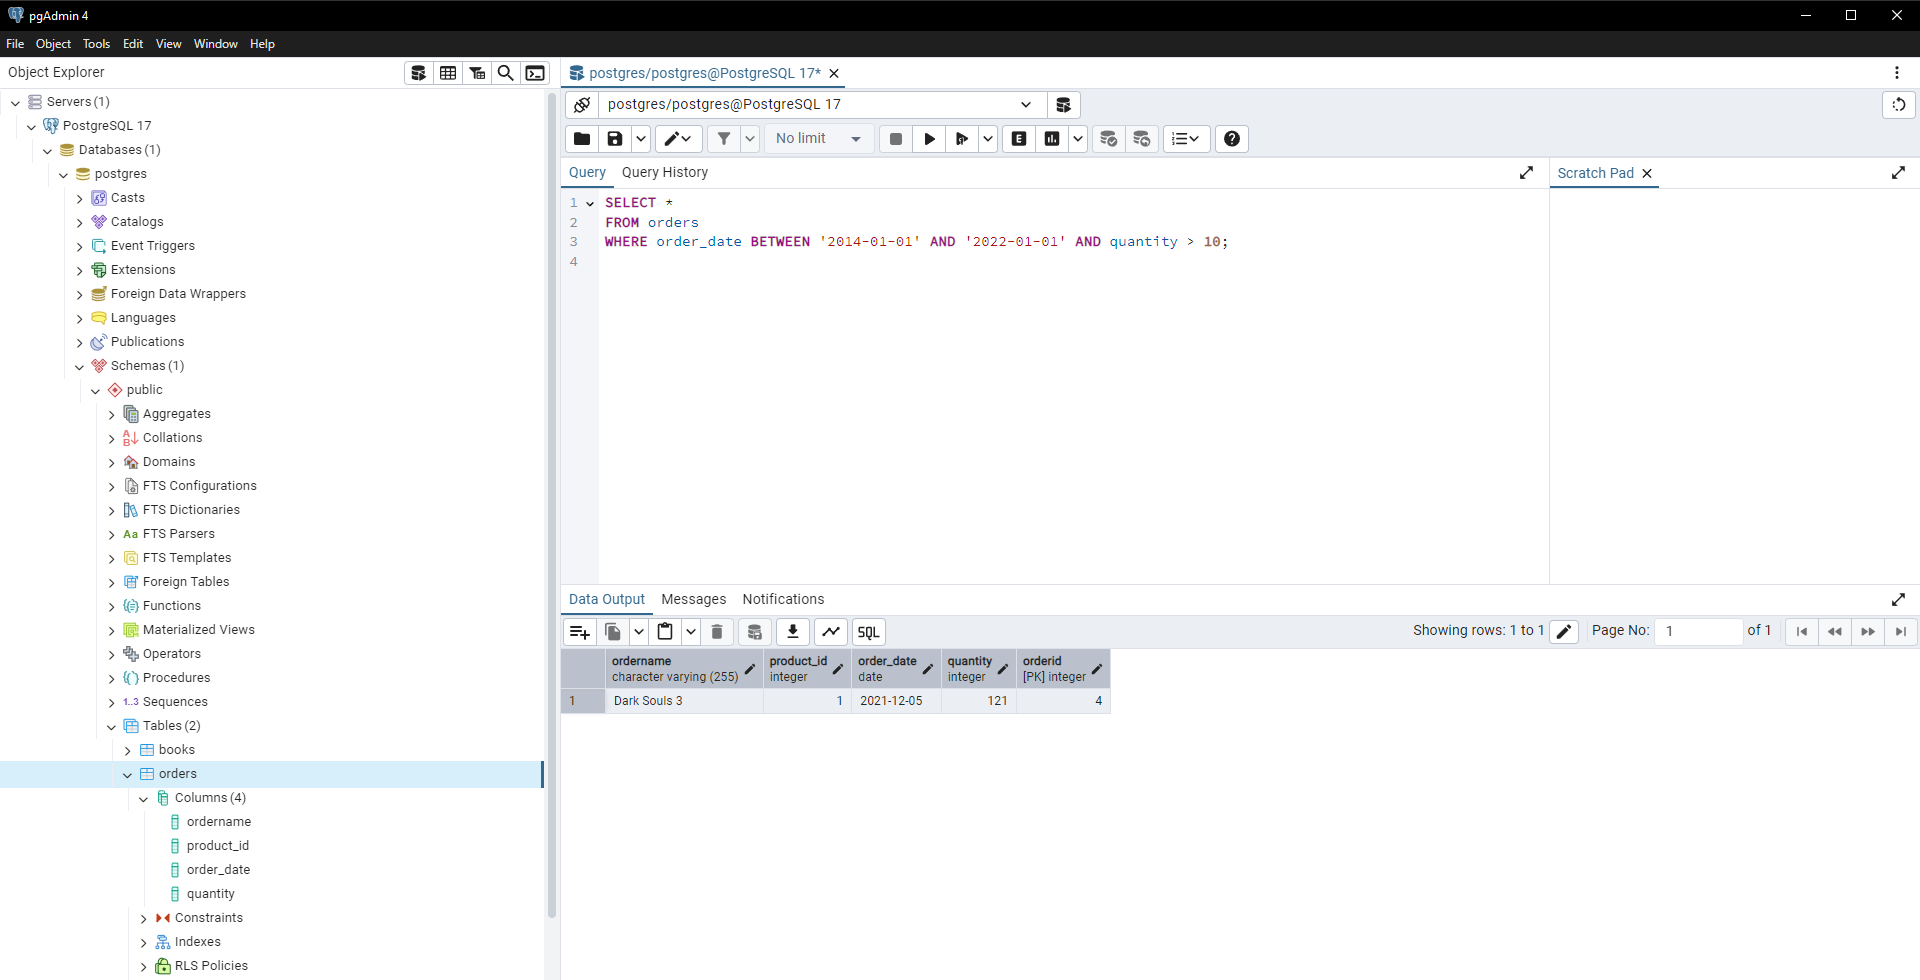 pgAdmin 4
File Object Tools Edit View Window Help
Object Explorer
Servers (1)
PostgreSQL 17
Databases (1)
postgres
Casts
Catalogs
Event Triggers
Extensions
Foreign Data Wrappers
Languages
Publications
Schemas (1)
public
Aggregates
Collations
Domains
FTS Configurations
FTS Dictionaries
Aa FTS Parsers
FTS Templates
Foreign Tables
Functions
Materialized Views
Operators
Procedures
1..3 Sequences
Tables (2)
books
orders
Columns (4)
ordername
product_id
order_date
quantity
Constraints
Indexes
RLS Policies
postgres/postgres@PostgreSQL 17*
postgres/postgres@PostgreSQL 17
No limit
E
Query Query History
Scratch Pad
1 SELECT *
2 FROM orders
3 WHERE order_date BETWEEN '2014-01-01' AND '2022-01-01' AND quantity > 10;
4
Data Output Messages Notifications
SQL Showing rows: 1 to 1 Page No: 1 of 1
ordername product_id order_date quantity orderid
character varying (255) integer date integer [PK] integer
1 Dark Souls 3 1 2021-12-05 121 4